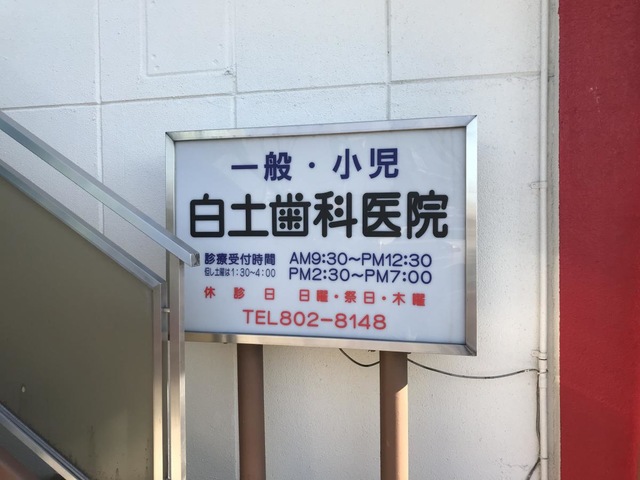 一般・小児
白土歯科医院
診療受付時間 AM9:30～PM12:30
但し土曜は1:30～4:00 PM2:30～PM7:00
休診日 日曜・祭日・木曜
TEL802-8148